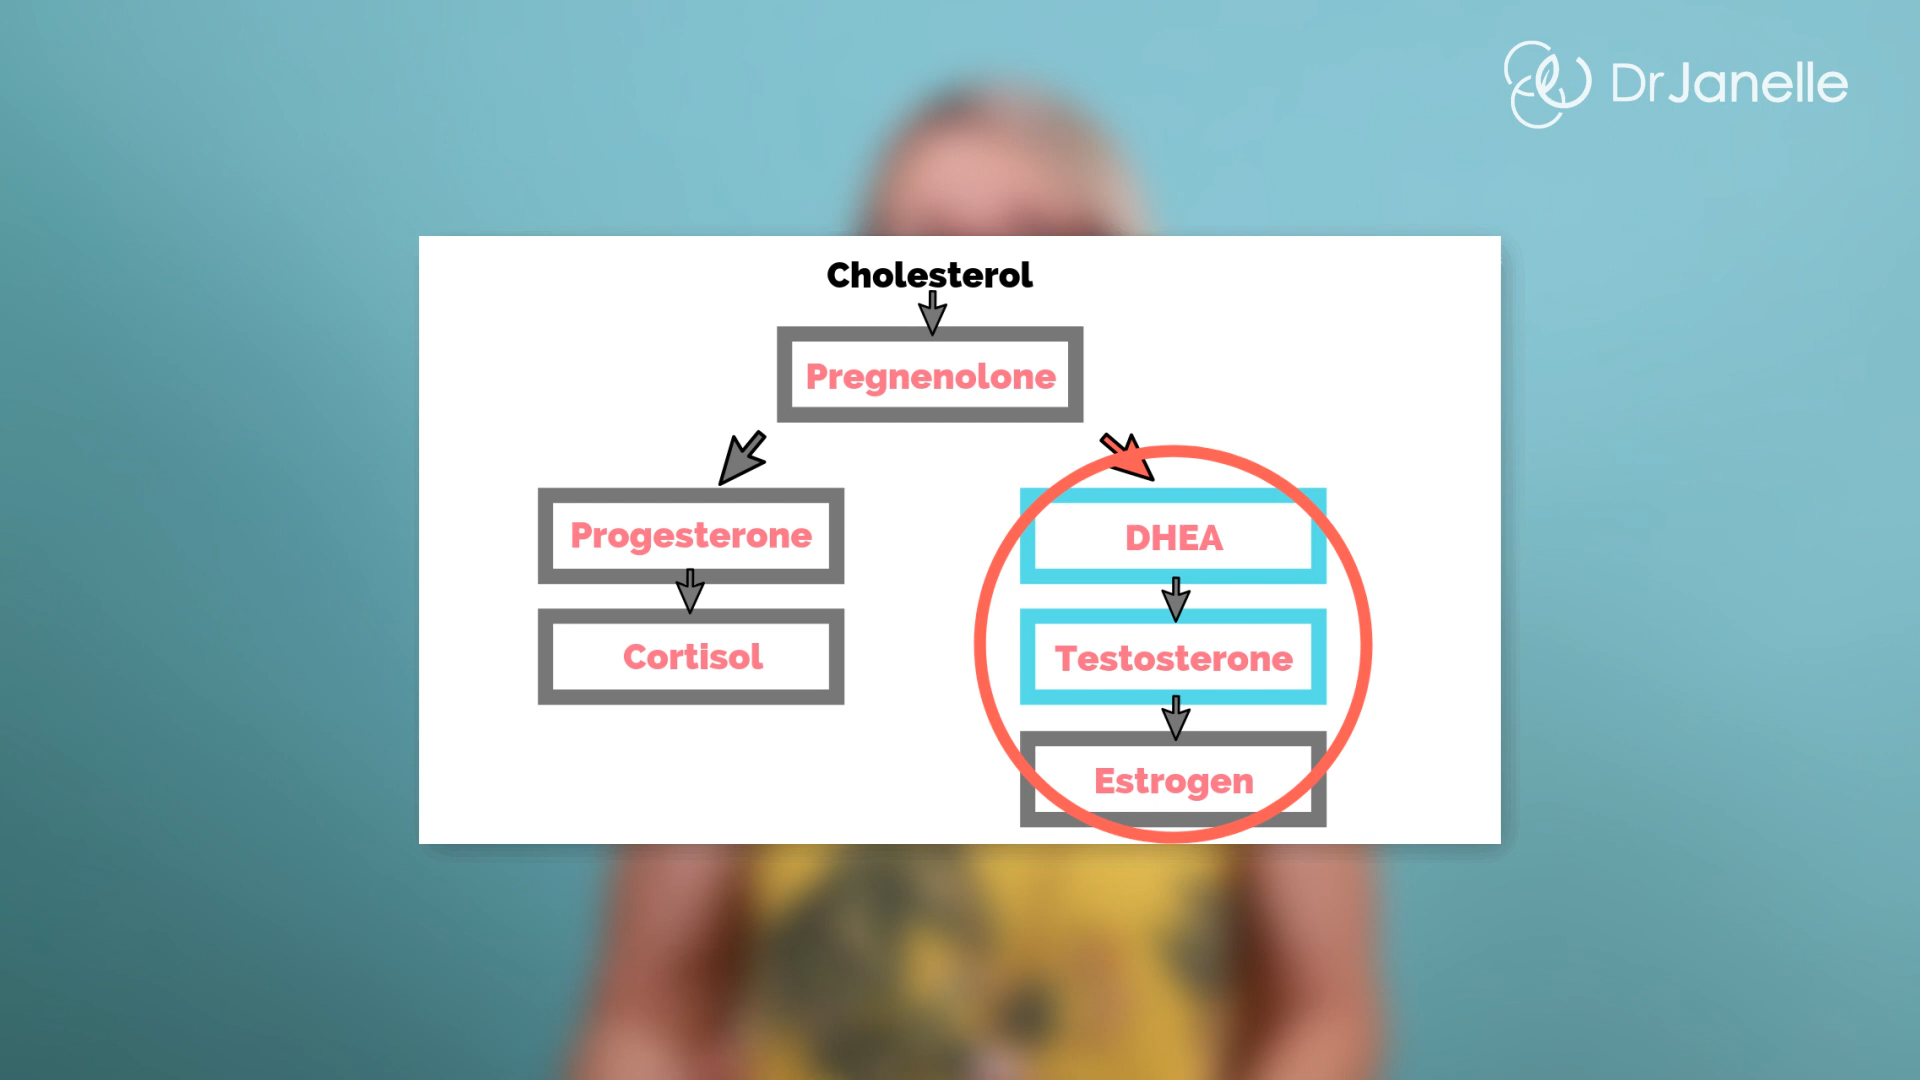 DrJanelle
Cholesterol
Pregnenolone
Progesterone
DHEA
Cortisol
Testosterone
Estrogen